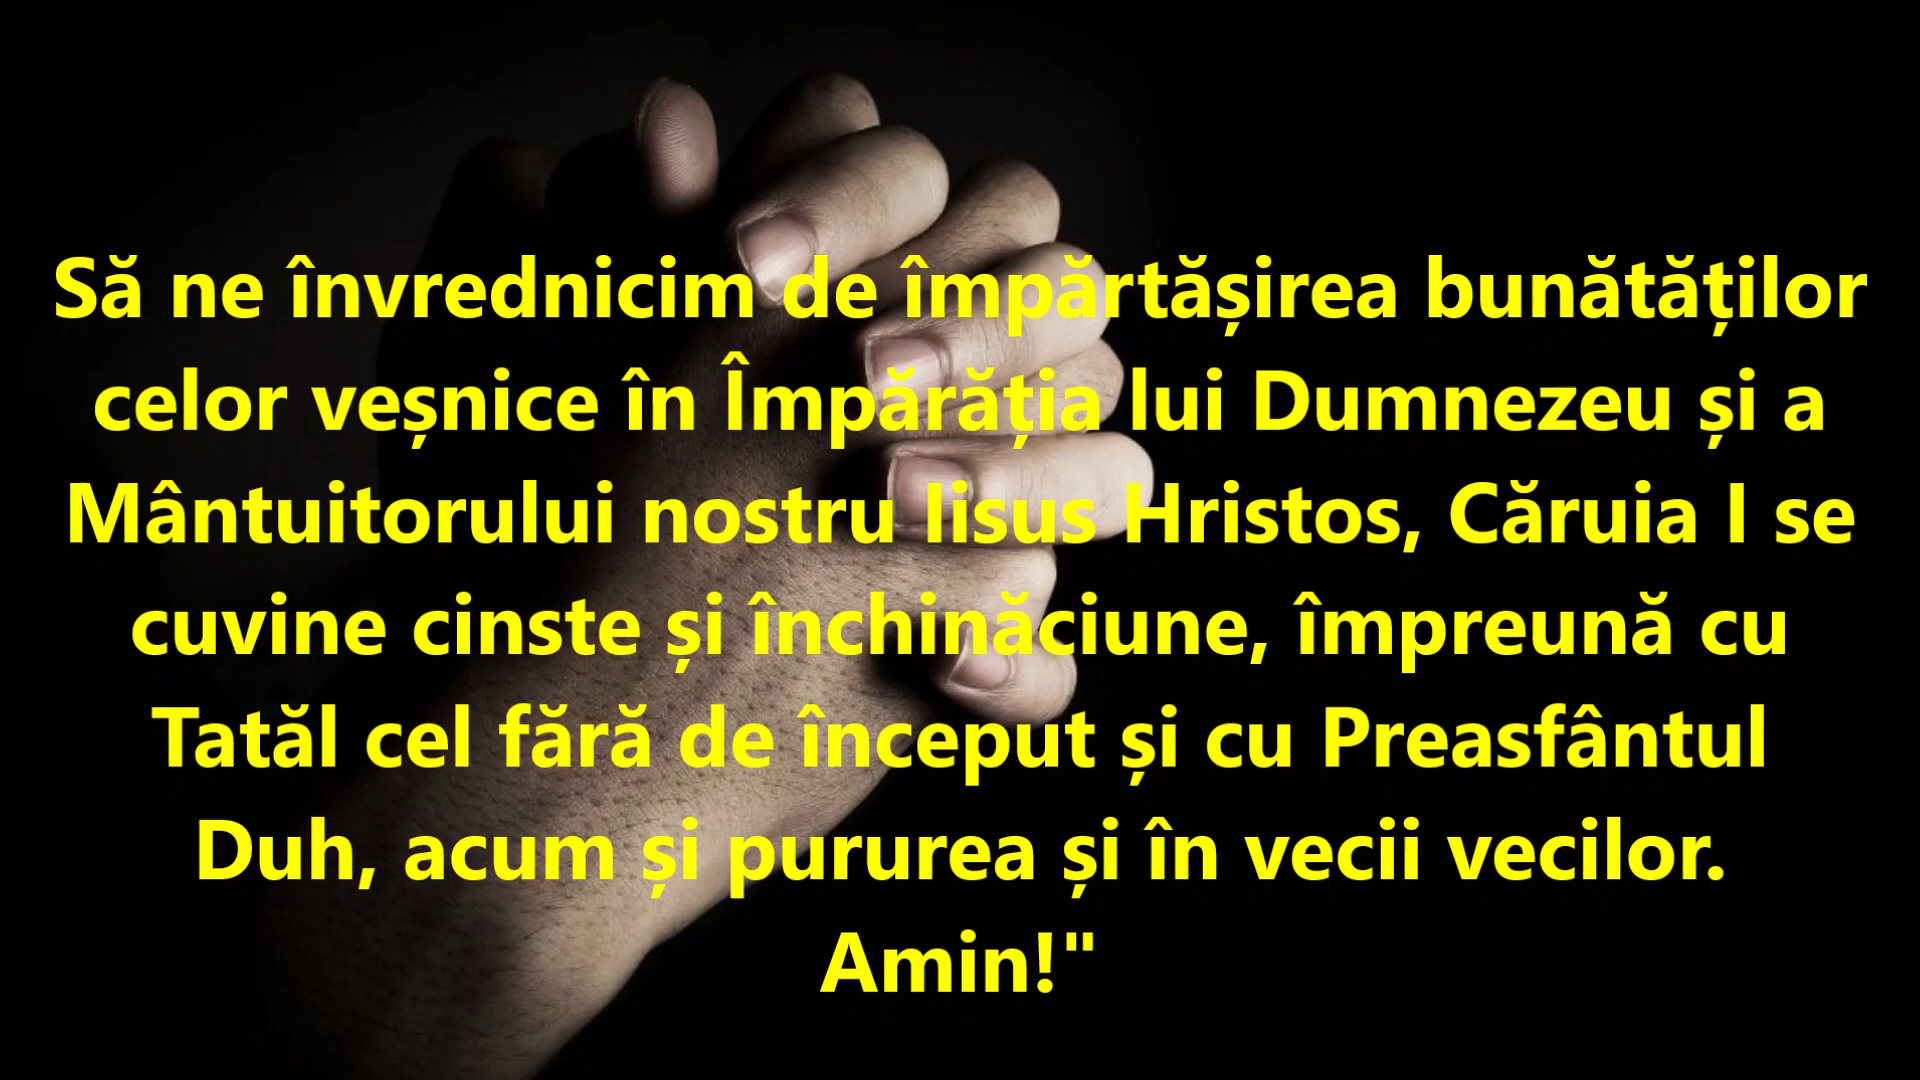 Să ne învrednicim de împărtășirea bunătăților
celor veșnice în Împărăția lui Dumnezeu și a
Mântuitorului nostru Iisus Hristos, Căruia I se
cuvine cinste și închinăciune, împreună cu
Tatăl cel fără de început și cu Preasfântul
Duh, acum și pururea și în vecii vecilor.
Amin!"